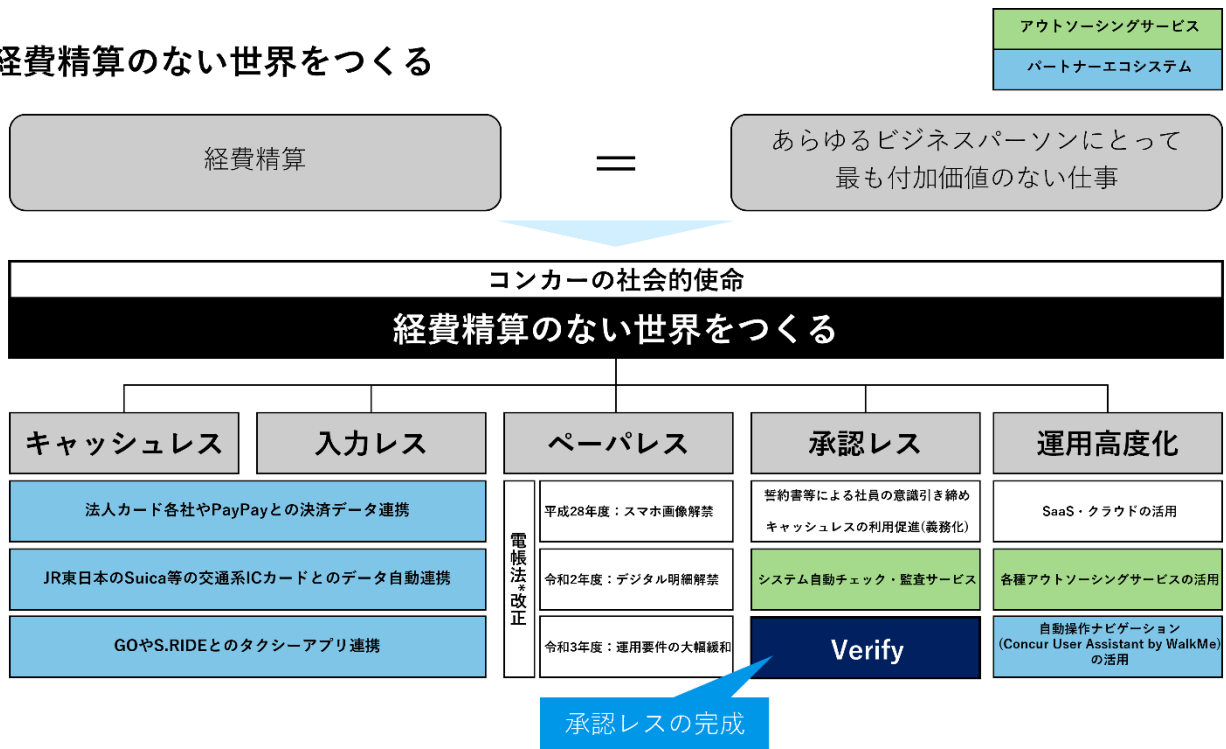 経費精算のない世界をつくる
アウトソーシングサービス
パートナーエコシステム
経費精算
＝
あらゆるビジネスパーソンにとって
最も付加価値のない仕事
コンカーの社会的使命
経費精算のない世界をつくる
キャッシュレス
入力レス
ペーパレス
承認レス
運用高度化
法人カード各社やPayPayとの決済データ連携
JR東日本のSuica等の交通系ICカードとのデータ自動連携
GOやS.RIDEとのタクシーアプリ連携
電帳法*改正
平成28年度：スマホ画像解禁
令和2年度：デジタル明細解禁
令和3年度：運用要件の大幅緩和
誓約書等による社員の意識引き締め
キャッシュレスの利用促進(義務化)
システム自動チェック・監査サービス
Verify
承認レスの完成
SaaS・クラウドの活用
各種アウトソーシングサービスの活用
自動操作ナビゲーション
(Concur User Assistant by WalkMe)
の活用